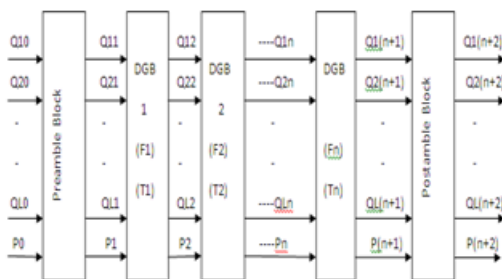 Q10 Q11 Q12 ----Q1n Q1(n+1) Q1(n+2)
Q20 Q21 DGB Q22 DGB ----Q2n DGB Q2(n+1) Q2(n+2)
Preamble Block
1 2
(F1) (F2) (Fn)
(T1) (T2) (Tn)
Postamble Block
QL0 QL1 QL2 ----QLn QL(n+1) QL(n+2)
P0 P1 P2 ----Pn P(n+1) P(n+2)